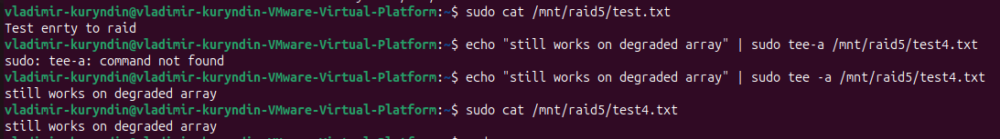 vladimir-kuryndin@vladimir-kuryndin-VMware-Virtual-Platform:~$ sudo cat /mnt/raid5/test.txt
Test enrty to raid
vladimir-kuryndin@vladimir-kuryndin-VMware-Virtual-Platform:~$ echo "still works on degraded array" | sudo tee-a /mnt/raid5/test4.txt
sudo: tee-a: command not found
vladimir-kuryndin@vladimir-kuryndin-VMware-Virtual-Platform:~$ echo "still works on degraded array" | sudo tee -a /mnt/raid5/test4.txt
still works on degraded array
vladimir-kuryndin@vladimir-kuryndin-VMware-Virtual-Platform:~$ sudo cat /mnt/raid5/test4.txt
still works on degraded array